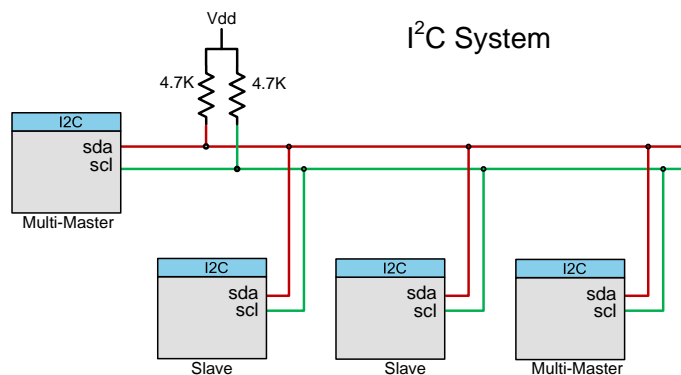 Vdd
I²C System
4.7K
4.7K
I2C
sda
scl
Multi-Master
I2C
sda
scl
Slave
I2C
sda
scl
Slave
I2C
sda
scl
Multi-Master